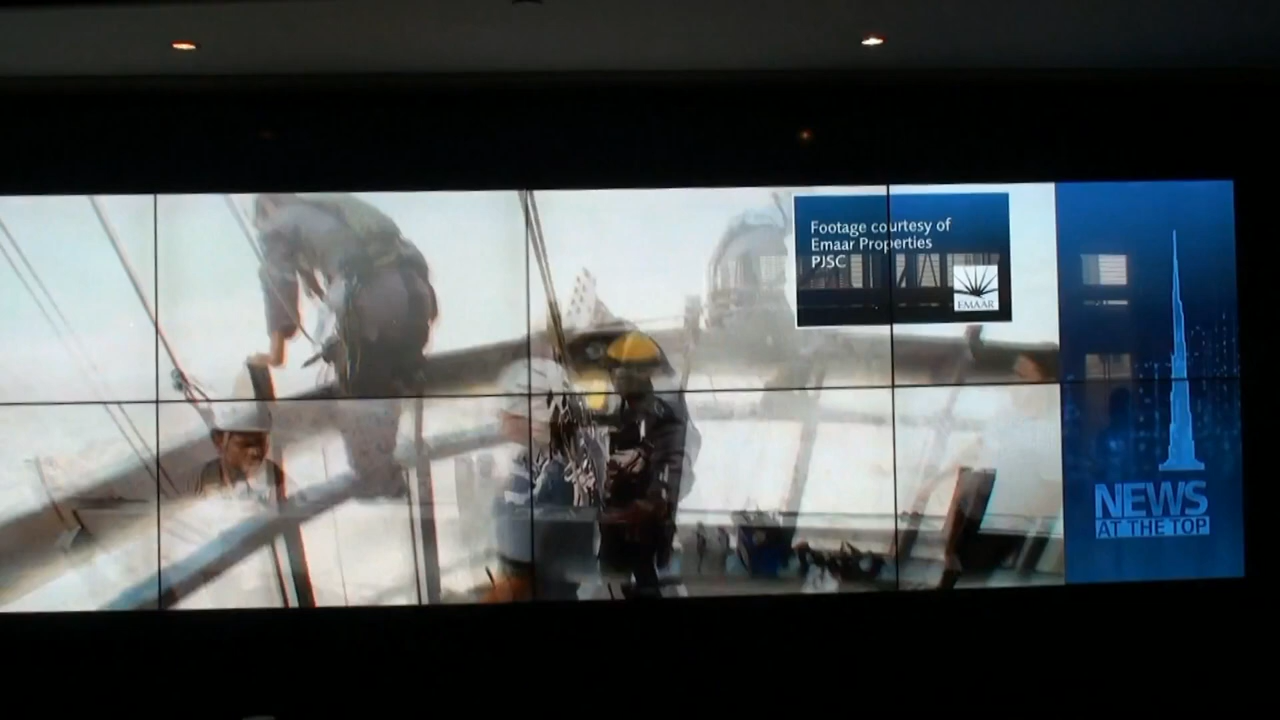 Footage courtesy of
Emaar Properties
PJSC
EMAAR
NEWS
AT THE TOP